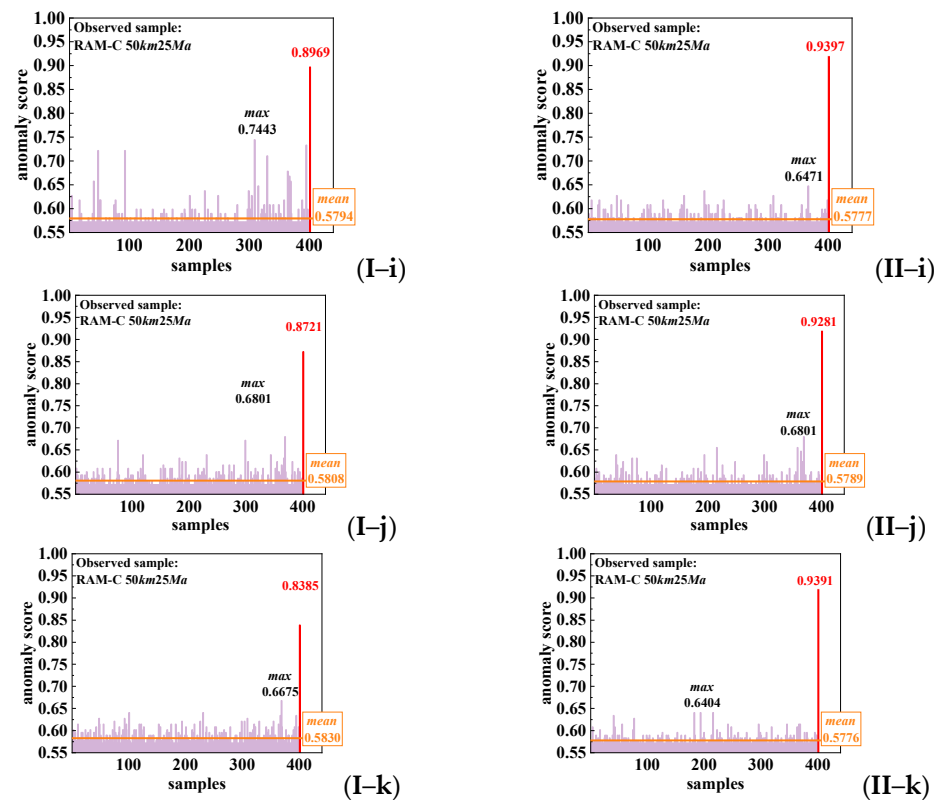 1.00
0.95
0.90
0.85
0.80
0.75
0.70
0.65
0.60
0.55
anomaly score
Observed sample:
RAM-C 50km25Ma
0.8969
max
0.7443
mean
0.5794
100 200 300 400
samples
(I–i)
1.00
0.95
0.90
0.85
0.80
0.75
0.70
0.65
0.60
0.55
anomaly score
Observed sample:
RAM-C 50km25Ma
0.9397
max
0.6471
mean
0.5777
100 200 300 400
samples
(II–i)
1.00
0.95
0.90
0.85
0.80
0.75
0.70
0.65
0.60
0.55
anomaly score
Observed sample:
RAM-C 50km25Ma
0.8721
max
0.6801
mean
0.5808
100 200 300 400
samples
(I–j)
1.00
0.95
0.90
0.85
0.80
0.75
0.70
0.65
0.60
0.55
anomaly score
Observed sample:
RAM-C 50km25Ma
0.9281
max
0.6801
mean
0.5789
100 200 300 400
samples
(II–j)
1.00
0.95
0.90
0.85
0.80
0.75
0.70
0.65
0.60
0.55
anomaly score
Observed sample:
RAM-C 50km25Ma
0.8385
max
0.6675
mean
0.5830
100 200 300 400
samples
(I–k)
1.00
0.95
0.90
0.85
0.80
0.75
0.70
0.65
0.60
0.55
anomaly score
Observed sample:
RAM-C 50km25Ma
0.9391
max
0.6404
mean
0.5776
100 200 300 400
samples
(II–k)